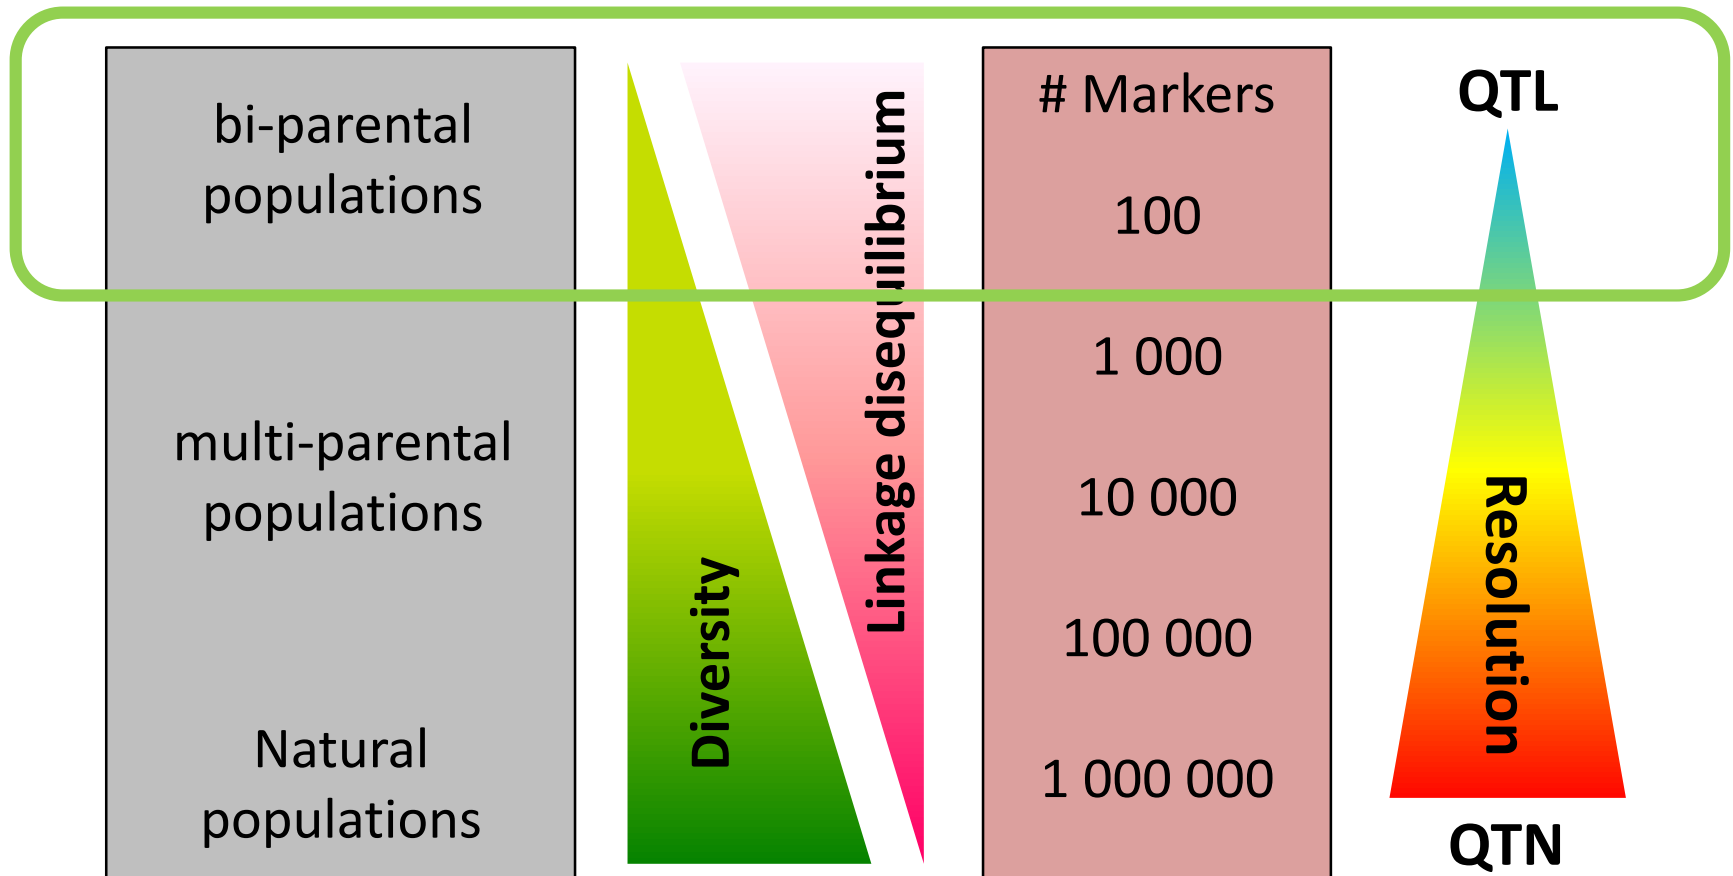 bi-parental
populations
multi-parental
populations
Natural
populations
Diversity
Linkage disequilibrium
# Markers
100
1 000
10 000
100 000
1 000 000
QTL
Resolution
QTN